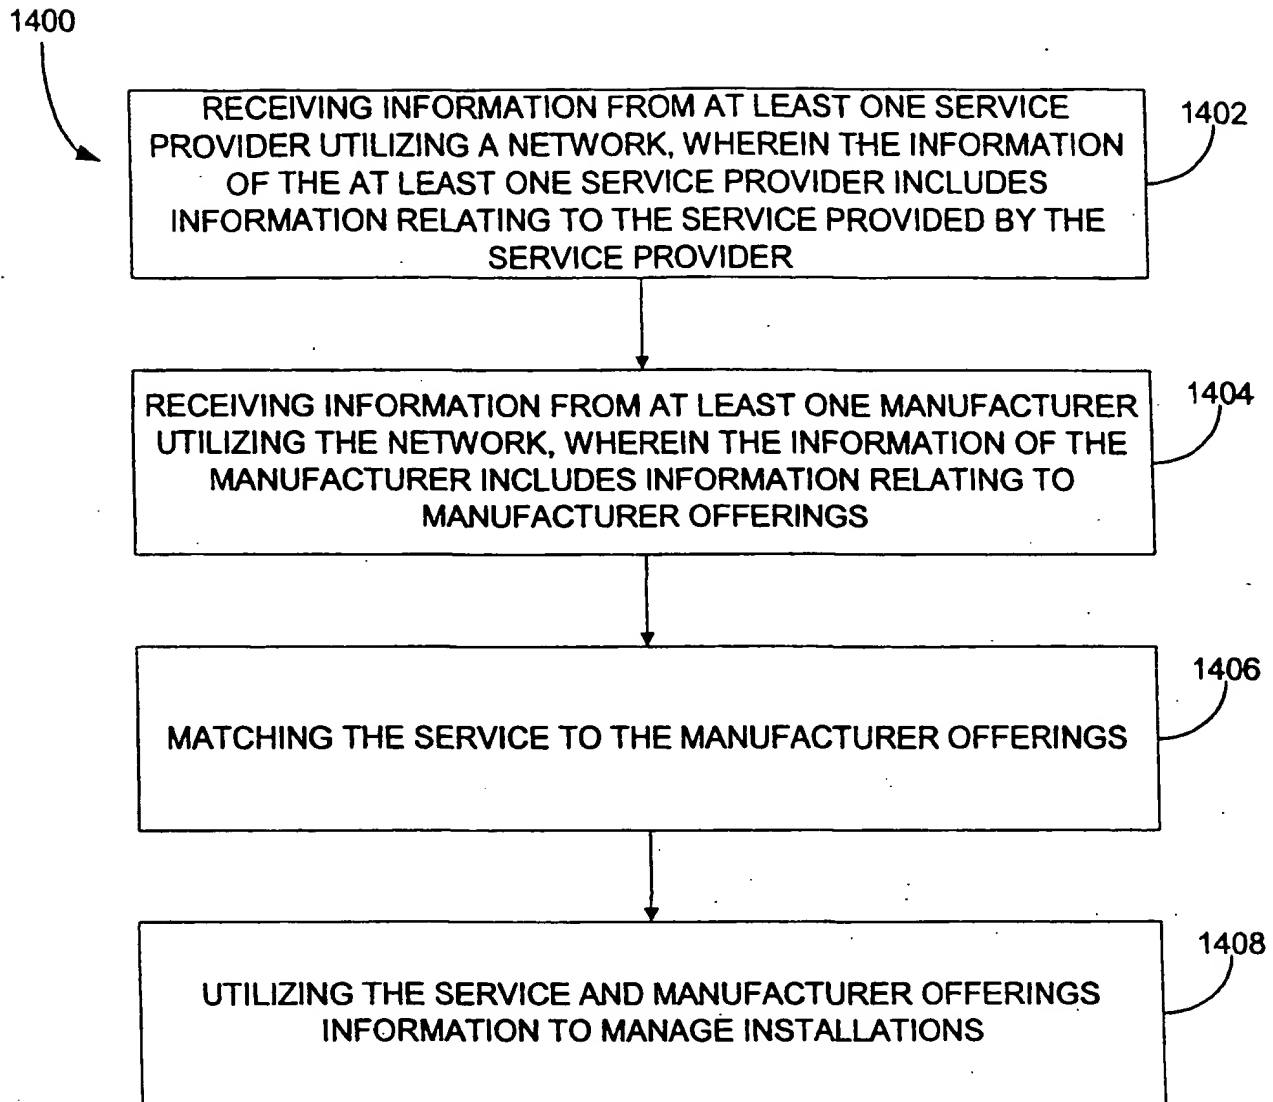 1400
RECEIVING INFORMATION FROM AT LEAST ONE SERVICE
PROVIDER UTILIZING A NETWORK, WHEREIN THE INFORMATION
OF THE AT LEAST ONE SERVICE PROVIDER INCLUDES
INFORMATION RELATING TO THE SERVICE PROVIDED BY THE
SERVICE PROVIDER
1402
RECEIVING INFORMATION FROM AT LEAST ONE MANUFACTURER
UTILIZING THE NETWORK, WHEREIN THE INFORMATION OF THE
MANUFACTURER INCLUDES INFORMATION RELATING TO
MANUFACTURER OFFERINGS
1404
MATCHING THE SERVICE TO THE MANUFACTURER OFFERINGS
1406
UTILIZING THE SERVICE AND MANUFACTURER OFFERINGS
INFORMATION TO MANAGE INSTALLATIONS
1408